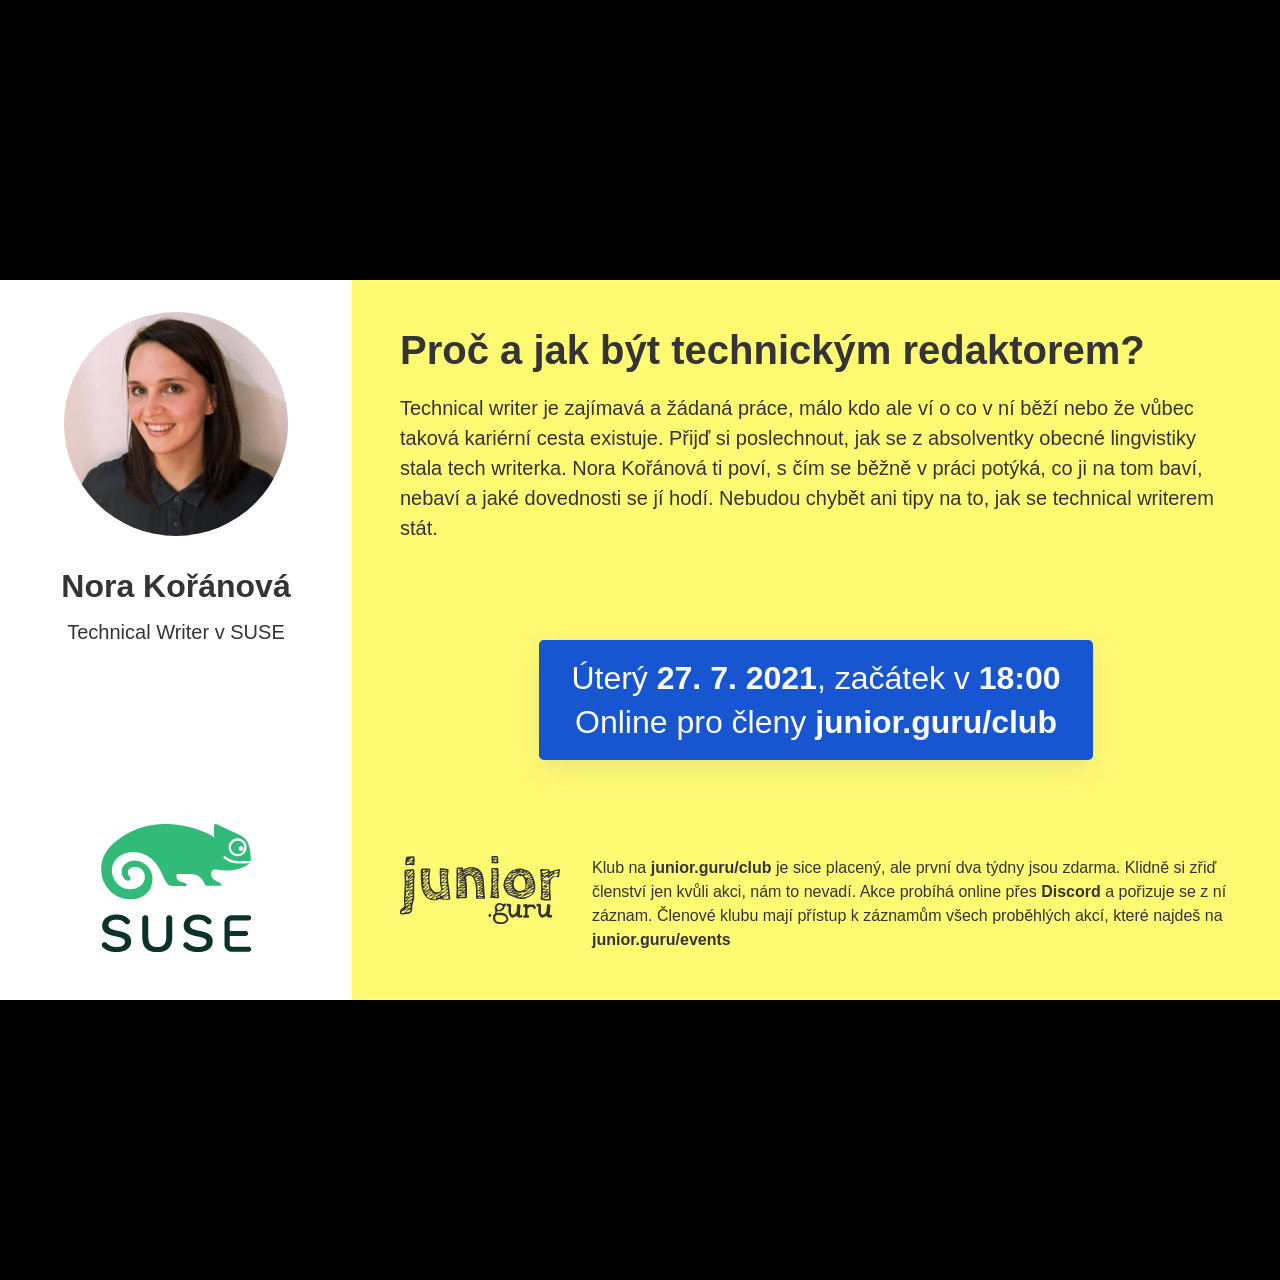 Nora Kořánová
Technical Writer v SUSE
SUSE
Proč a jak být technickým redaktorem?
Technical writer je zajímavá a žádaná práce, málo kdo ale ví o co v ní běží nebo že vůbec
taková kariérní cesta existuje. Přijď si poslechnout, jak se z absolventky obecné lingvistiky
stala tech writerka. Nora Kořánová ti poví, s čím se běžně v práci potýká, co ji na tom baví,
nebaví a jaké dovednosti se jí hodí. Nebudou chybět ani tipy na to, jak se technical writerem
stát.
Úterý 27. 7. 2021, začátek v 18:00
Online pro členy junior.guru/club
junior
.guru
Klub na junior.guru/club je sice placený, ale první dva týdny jsou zdarma. Klidně si zřiď
členství jen kvůli akci, nám to nevadí. Akce probíhá online přes Discord a pořizuje se z ní
záznam. Členové klubu mají přístup k záznamům všech proběhlých akcí, které najdeš na
junior.guru/events